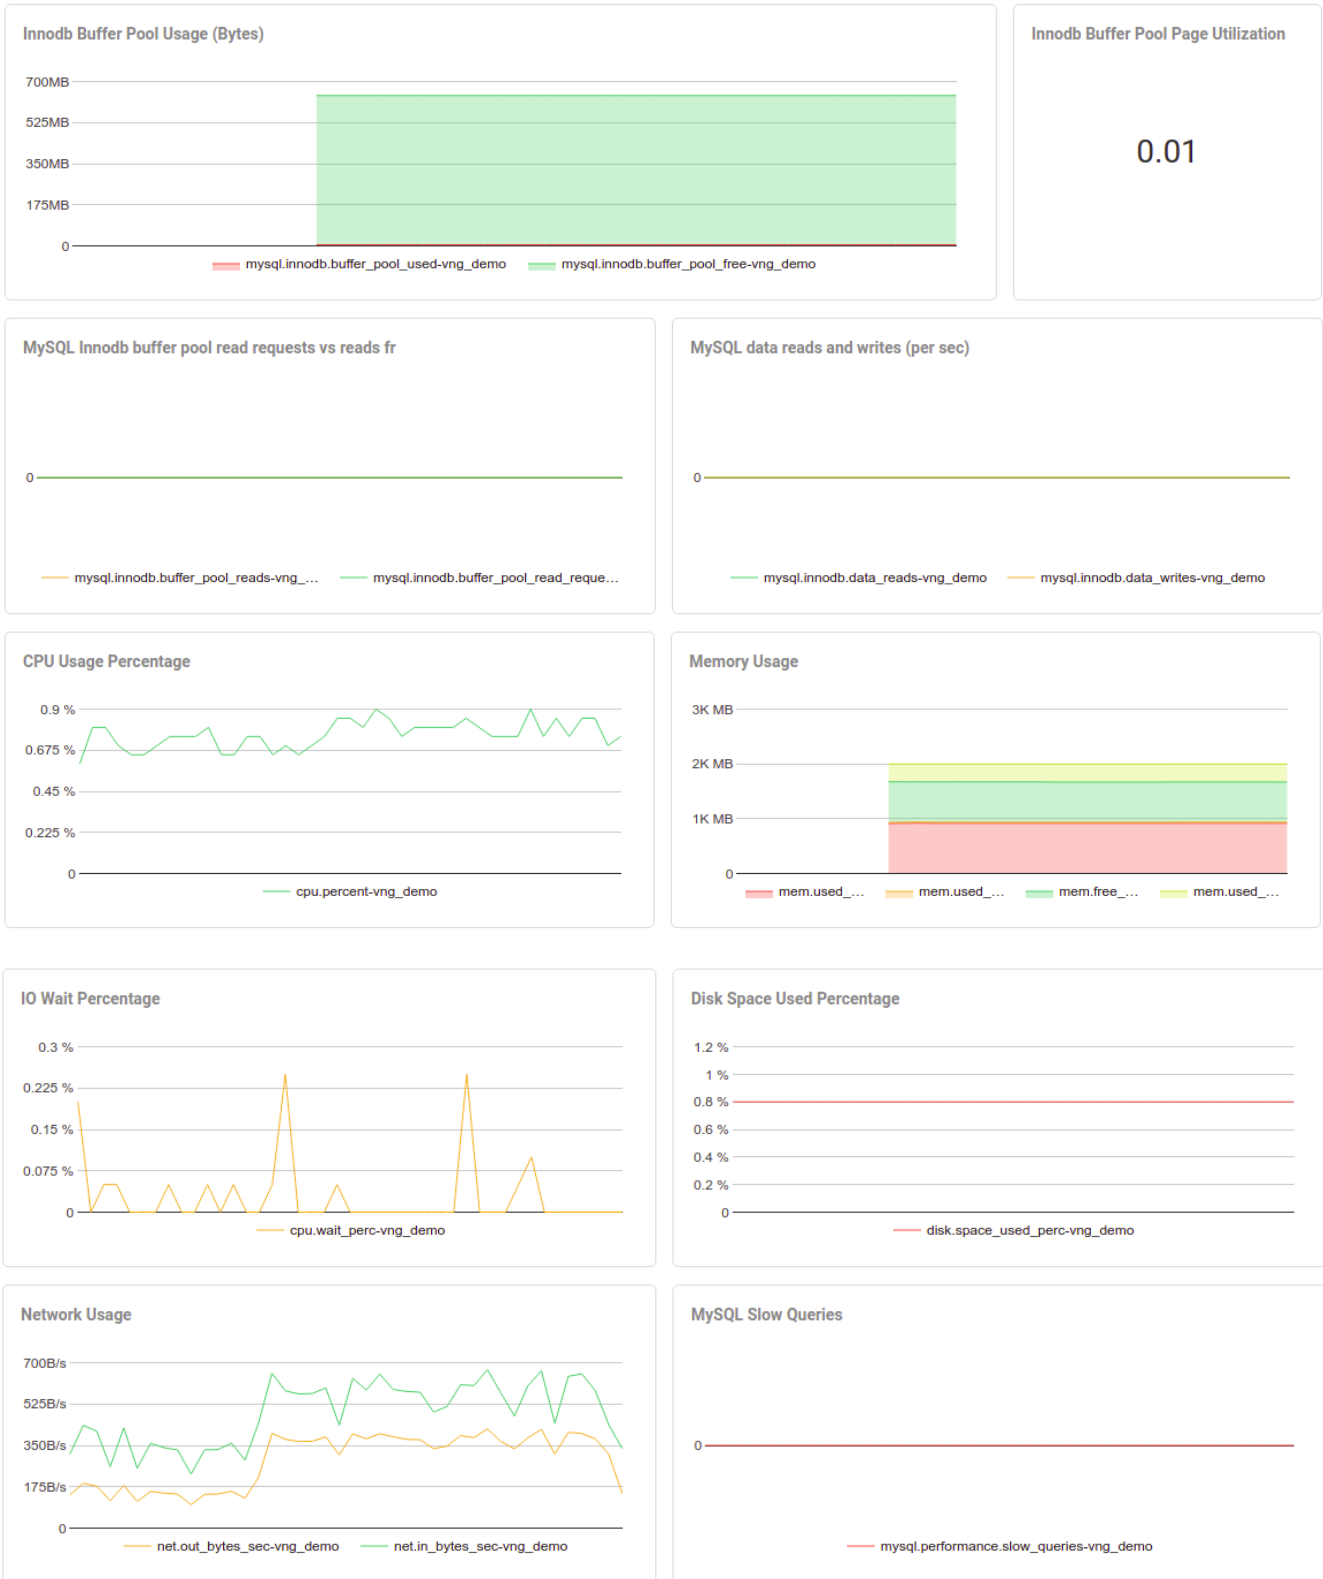 Innodb Buffer Pool Usage (Bytes)
700MB
525MB
350MB
175MB
0
mysql.innodb.buffer_pool_used-vng_demo mysql.innodb.buffer_pool_free-vng_demo
Innodb Buffer Pool Page Utilization
0.01
MySQL Innodb buffer pool read requests vs reads fr
0
mysql.innodb.buffer_pool_reads-vng_... mysql.innodb.buffer_pool_read_reque...
MySQL data reads and writes (per sec)
0
mysql.innodb.data_reads-vng_demo mysql.innodb.data_writes-vng_demo
CPU Usage Percentage
0.9 %
0.675 %
0.45 %
0.225 %
0
cpu.percent-vng_demo
Memory Usage
3K MB
2K MB
1K MB
0
mem.used_... mem.used_... mem.free_... mem.used_...
IO Wait Percentage
0.3 %
0.225 %
0.15 %
0.075 %
0
cpu.wait_perc-vng_demo
Disk Space Used Percentage
1.2 %
1 %
0.8 %
0.6 %
0.4 %
0.2 %
0
disk.space_used_perc-vng_demo
Network Usage
700B/s
525B/s
350B/s
175B/s
0
net.out_bytes_sec-vng_demo net.in_bytes_sec-vng_demo
MySQL Slow Queries
0
mysql.performance.slow_queries-vng_demo